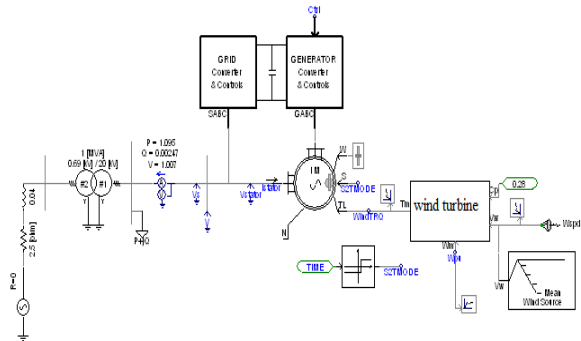 Ctrl
GRID
Converter
& Controls
GENERATOR
Converter
& Controls
SABC
GABC
P = 1.095
Q = 0.00247
V = 1.007
1 [MVA]
0.69 [kV] / 20 [kV]
#2
#1
0.04
2.5 [ohm]
R=0
P+jQ
Vs
V
Vstator
Istator
IM
W
S
S2TMODE
TL
N
WindTRQ
Tm
wind turbine
Cp
0.28
Vw
Wspd
Wm
Wpu
TIME
S2TMODE
Vw
Mean
Wind Source